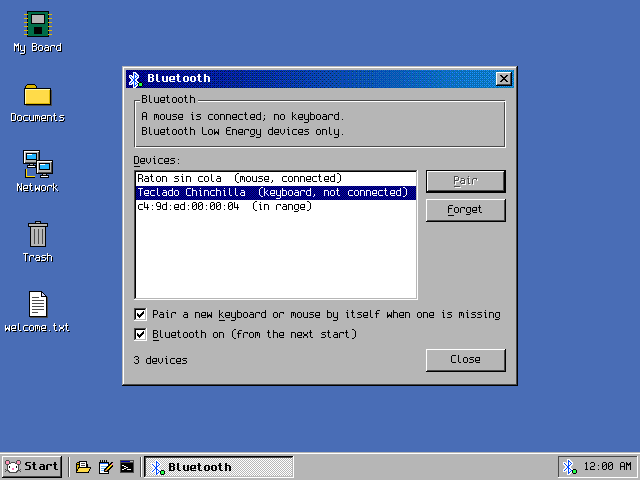 My Board
Documents
Network
Trash
welcome.txt
Bluetooth
Bluetooth
A mouse is connected; no keyboard.
Bluetooth Low Energy devices only.
Devices:
Raton sin cola  (mouse, connected)
Teclado Chinchilla  (keyboard, not connected)
c4:9d:ed:00:00:04  (in range)
Pair
Forget
Pair a new keyboard or mouse by itself when one is missing
Bluetooth on (from the next start)
3 devices
Close
Start
Bluetooth
12:00 AM